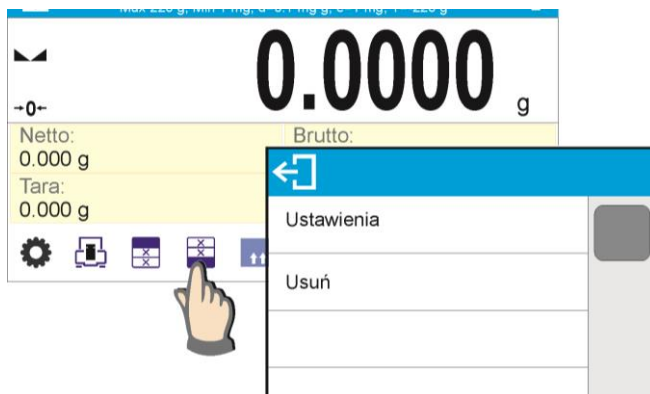 0.0000 g
→0←
Netto:
0.000 g
Brutto:
Tara:
0.000 g
Ustawienia
Usuń